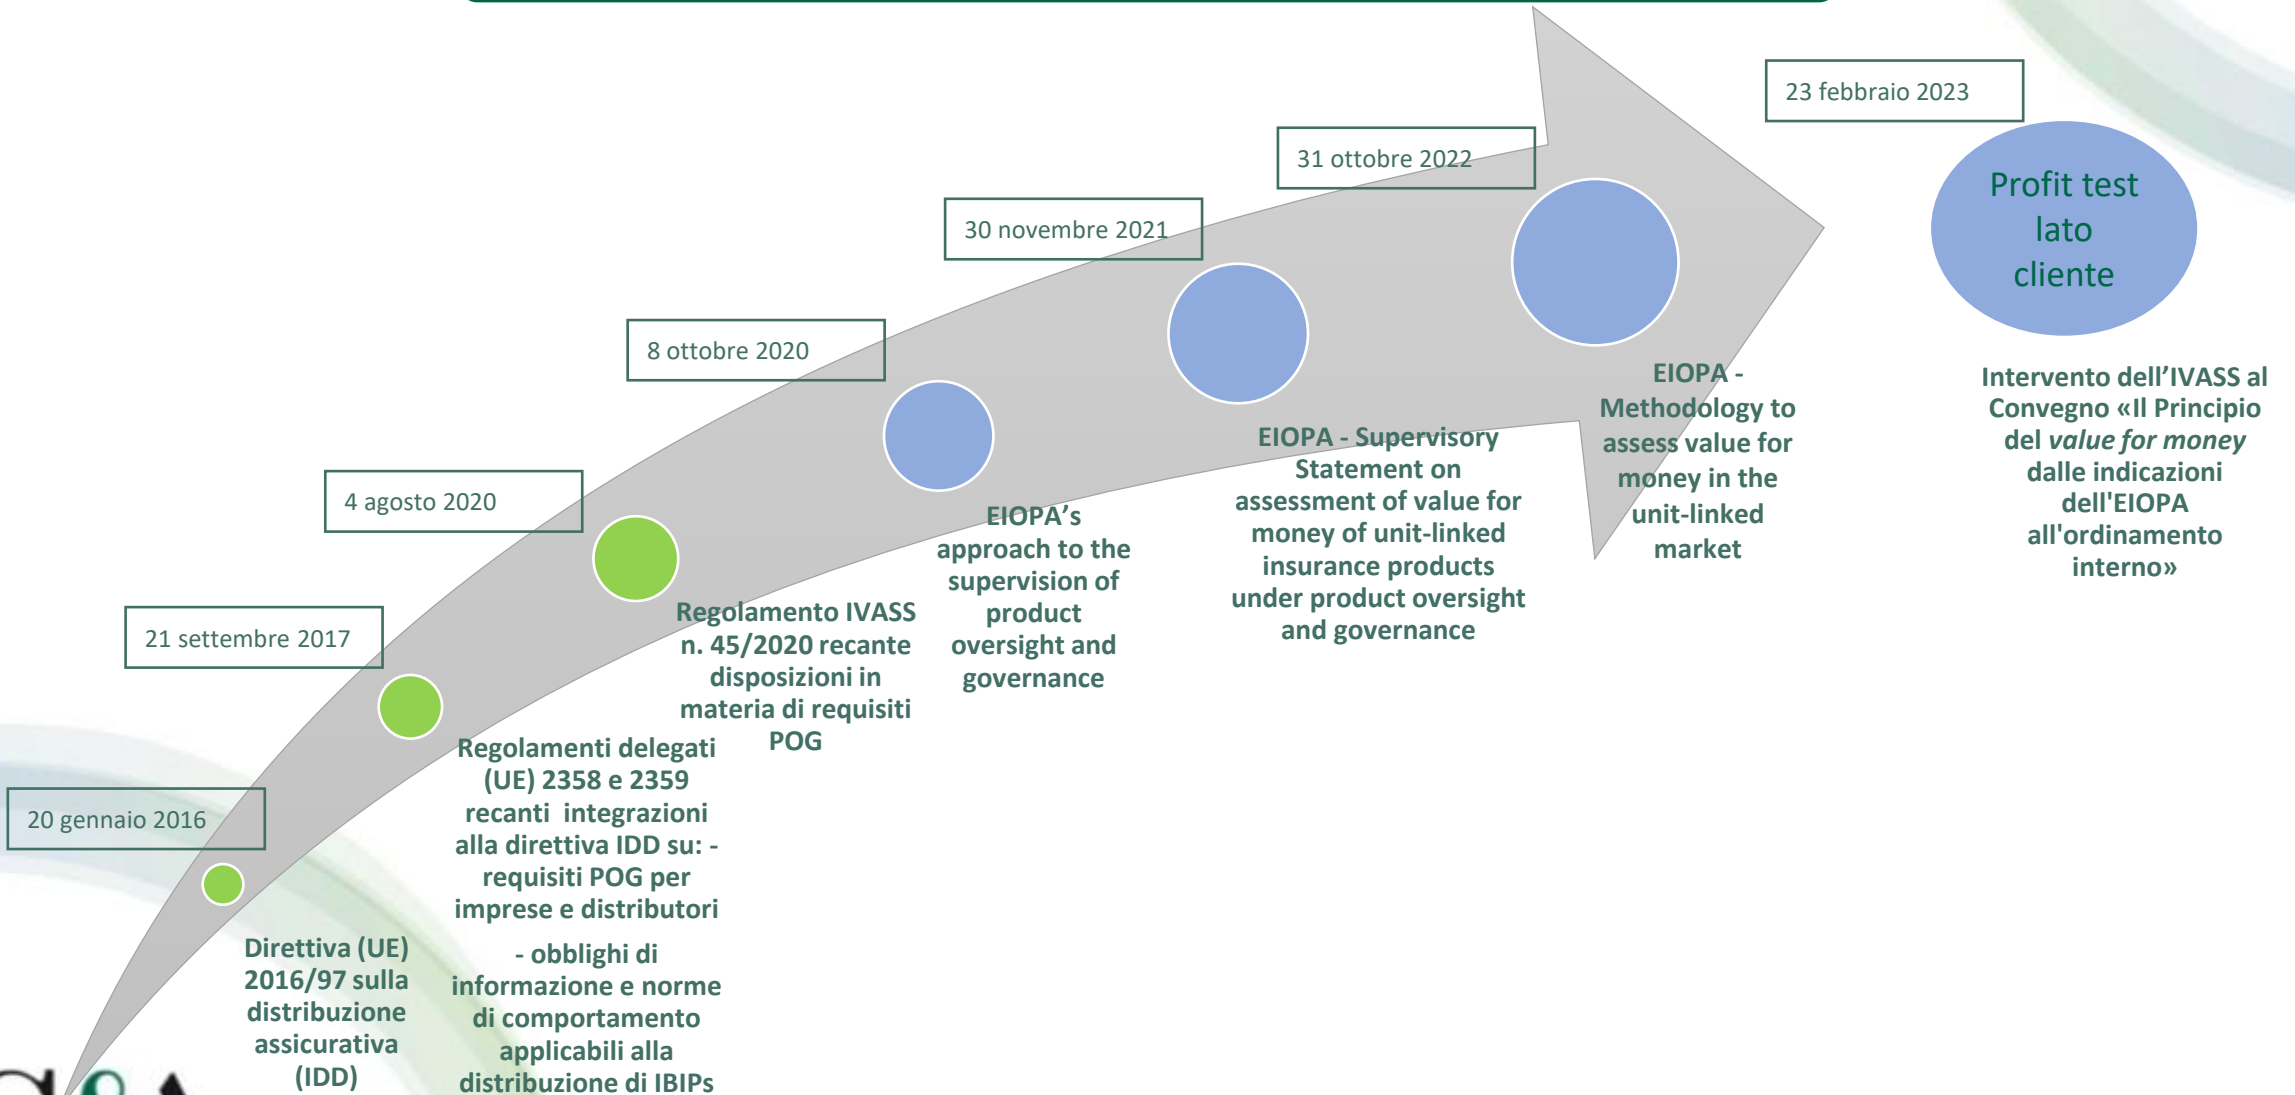 20 gennaio 2016
Direttiva (UE)
2016/97 sulla
distribuzione
assicurativa
(IDD)
21 settembre 2017
Regolamenti delegati
(UE) 2358 e 2359
recanti integrazioni
alla direttiva IDD su: -
requisiti POG per
imprese e distributori
- obblighi di
informazione e norme
di comportamento
applicabili alla
distribuzione di IBIPs
4 agosto 2020
Regolamento IVASS
n. 45/2020 recante
disposizioni in
materia di requisiti
POG
8 ottobre 2020
EIOPA’s
approach to the
supervision of
product
oversight and
governance
30 novembre 2021
EIOPA - Supervisory
Statement on
assessment of value for
money of unit-linked
insurance products
under product oversight
and governance
31 ottobre 2022
EIOPA -
Methodology to
assess value for
money in the
unit-linked
market
23 febbraio 2023
Profit test
lato
cliente
Intervento dell’IVASS al
Convegno «Il Principio
del value for money
dalle indicazioni
dell'EIOPA
all'ordinamento
interno»